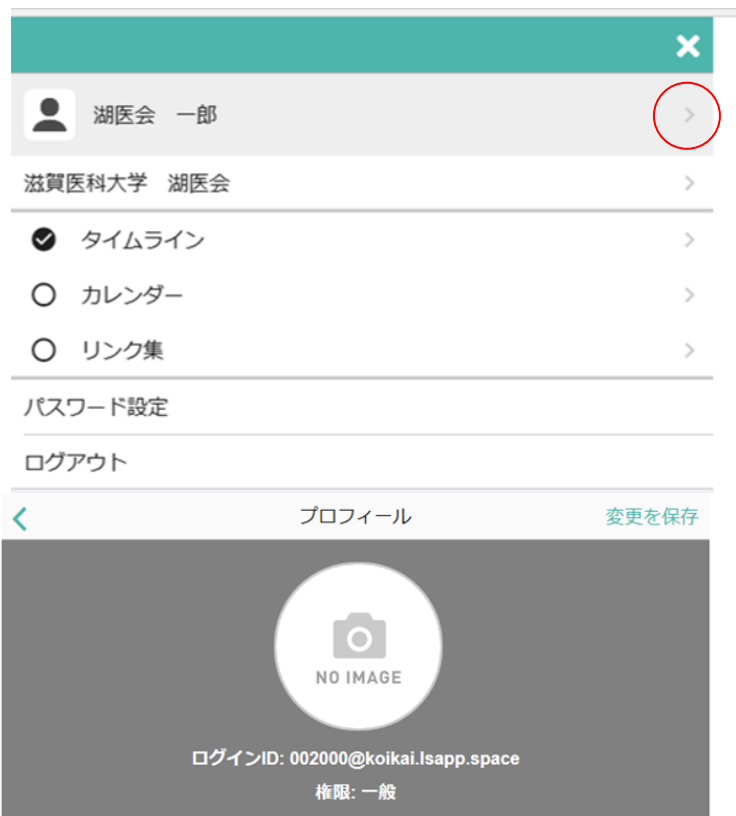 湖医会　一郎
滋賀医科大学　湖医会
タイムライン
カレンダー
リンク集
パスワード設定
ログアウト
プロフィール 変更を保存
NO IMAGE
ログインID: 002000@koikai.lsapp.space
権限: 一般